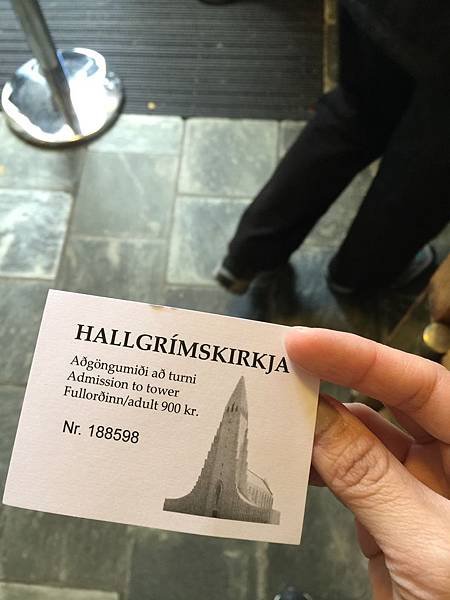 HALLGRÍMSKIRKJA
Aðgöngumiði að turni
Admission to tower
Fullorðinn/adult 900 kr.
Nr. 188598